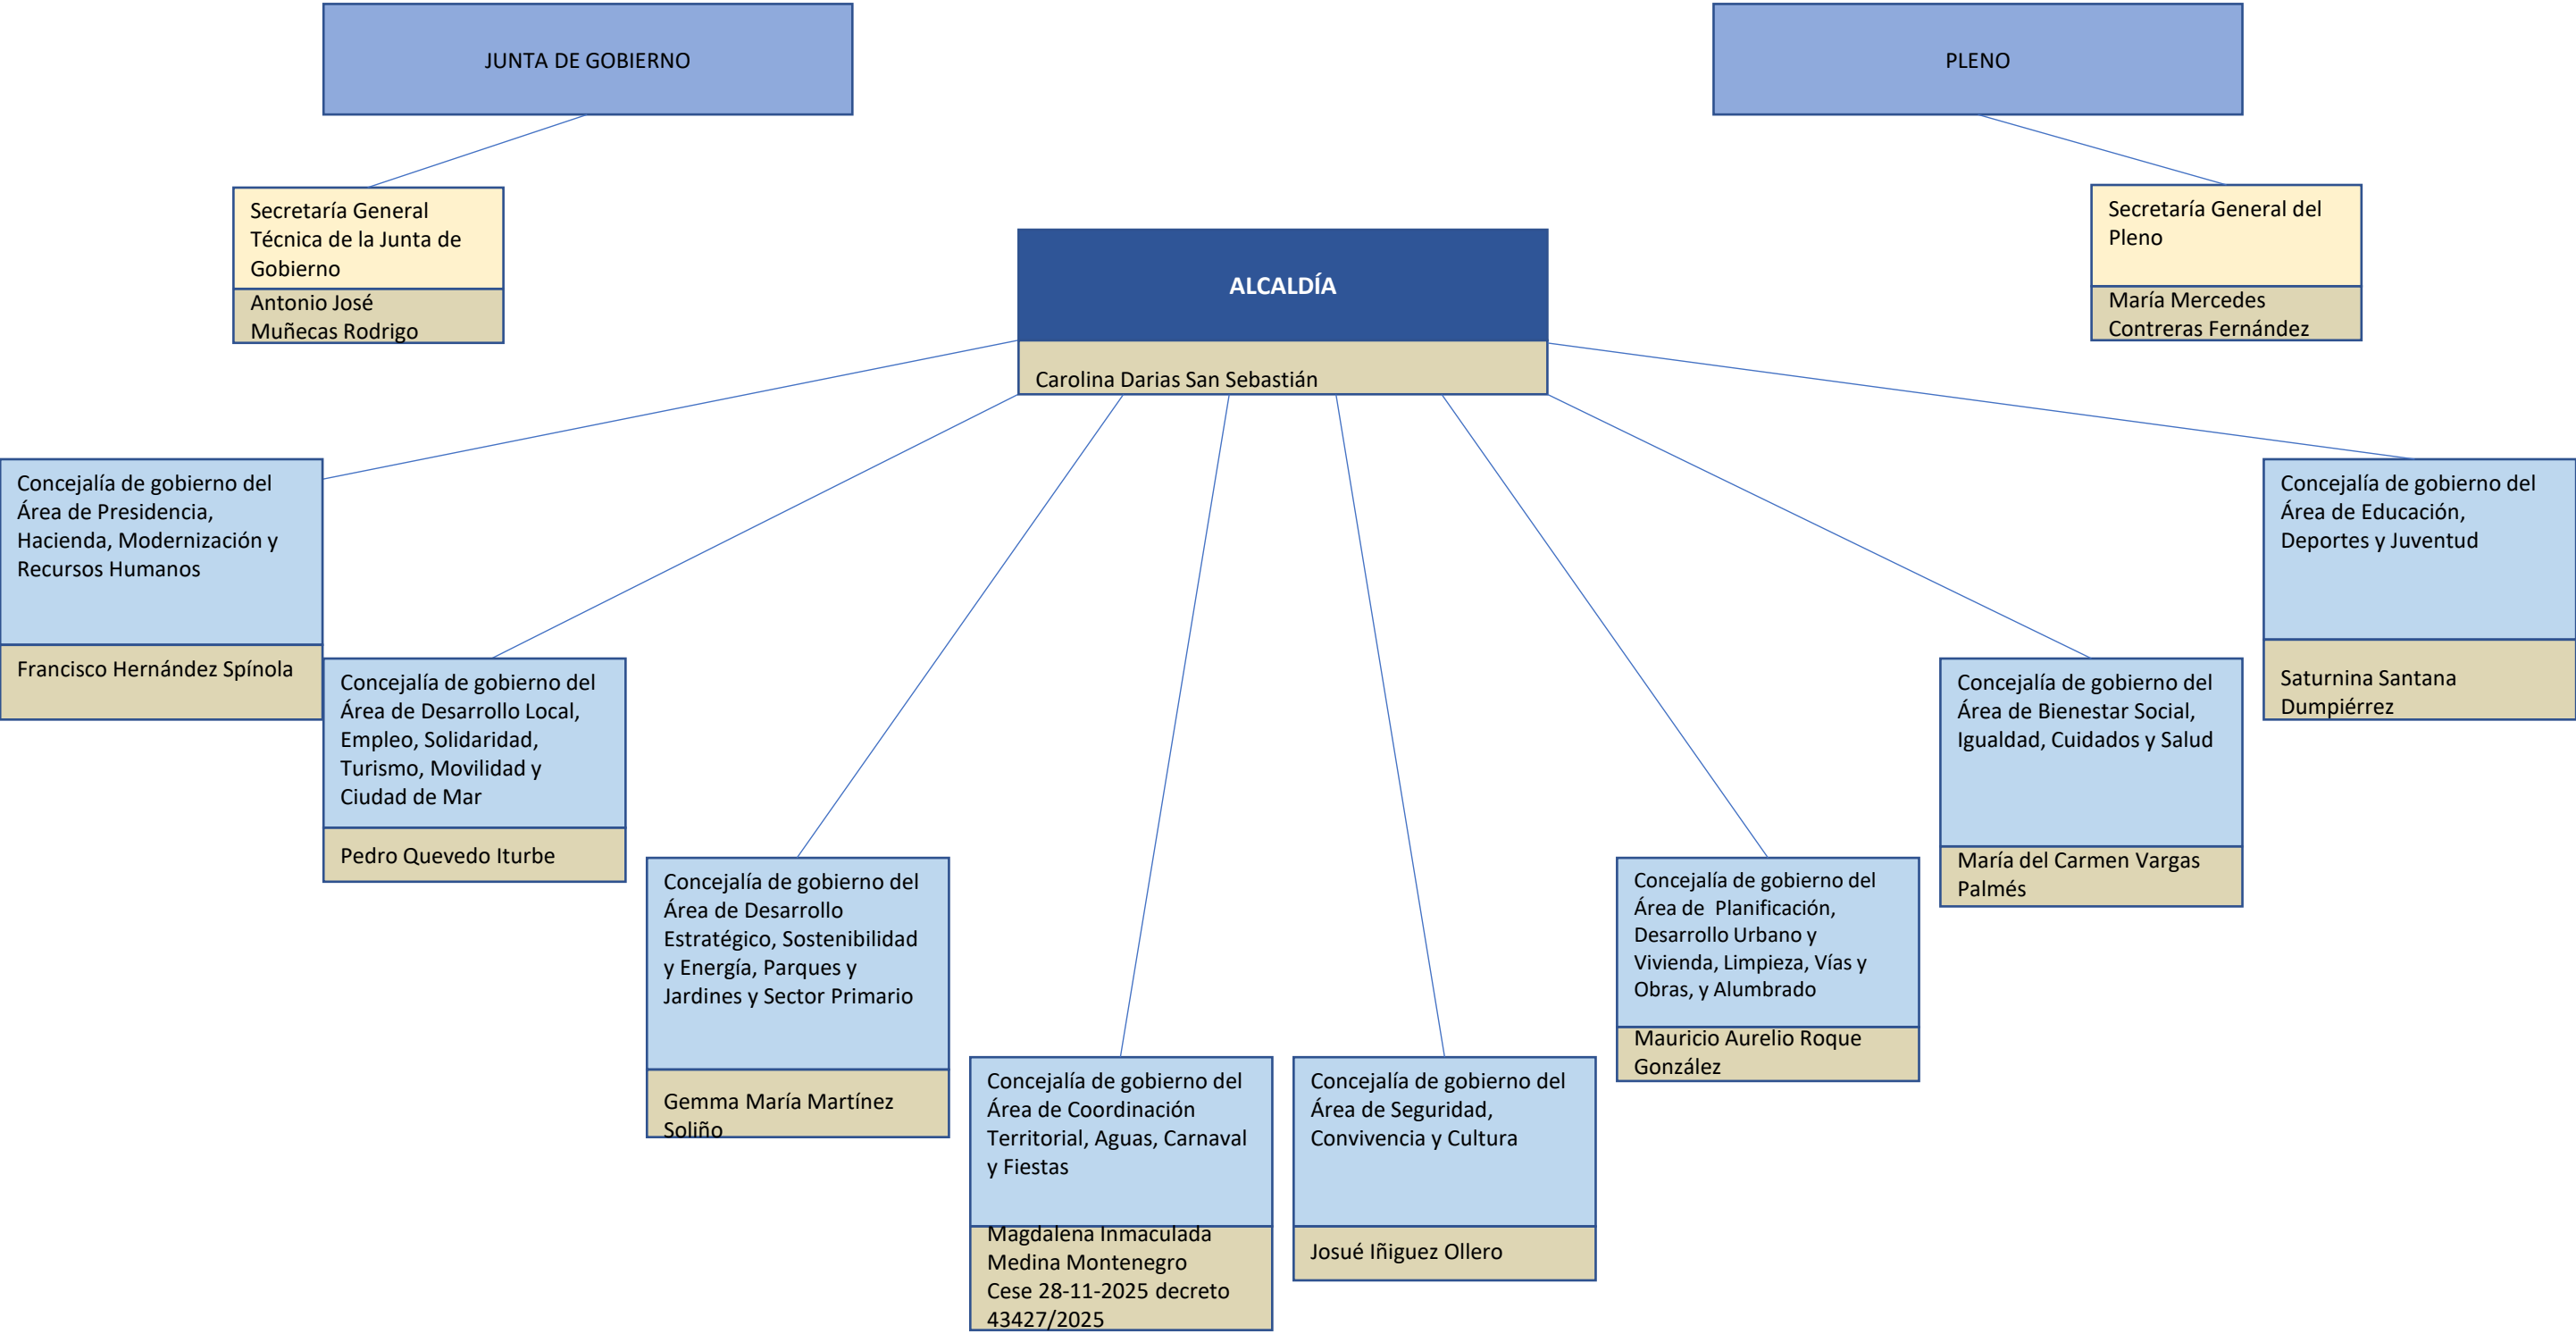 JUNTA DE GOBIERNO
PLENO
Secretaría General
Técnica de la Junta de
Gobierno
Antonio José
Muñecas Rodrigo
Secretaría General del
Pleno
María Mercedes
Contreras Fernández
ALCALDÍA
Carolina Darias San Sebastián
Concejalía de gobierno del
Área de Presidencia,
Hacienda, Modernización y
Recursos Humanos
Francisco Hernández Spínola
Concejalía de gobierno del
Área de Desarrollo Local,
Empleo, Solidaridad,
Turismo, Movilidad y
Ciudad de Mar
Pedro Quevedo Iturbe
Concejalía de gobierno del
Área de Desarrollo
Estratégico, Sostenibilidad
y Energía, Parques y
Jardines y Sector Primario
Gemma María Martínez
Soliño
Concejalía de gobierno del
Área de Coordinación
Territorial, Aguas, Carnaval
y Fiestas
Magdalena Inmaculada
Medina Montenegro
Cese 28-11-2025 decreto
43427/2025
Concejalía de gobierno del
Área de Seguridad,
Convivencia y Cultura
Josué Iñiguez Ollero
Concejalía de gobierno del
Área de  Planificación,
Desarrollo Urbano y
Vivienda, Limpieza, Vías y
Obras, y Alumbrado
Mauricio Aurelio Roque
González
Concejalía de gobierno del
Área de Bienestar Social,
Igualdad, Cuidados y Salud
María del Carmen Vargas
Palmés
Concejalía de gobierno del
Área de Educación,
Deportes y Juventud
Saturnina Santana
Dumpiérrez